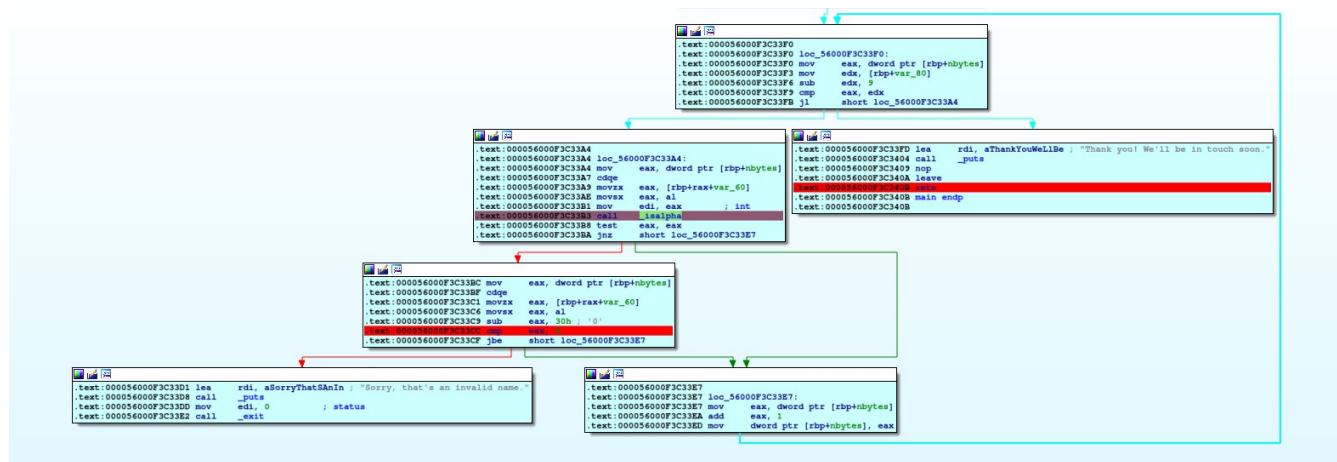 .text:000056000F3C33F0
.text:000056000F3C33F0 loc_56000F3C33F0:
.text:000056000F3C33F0 mov eax, dword ptr [rbp+nbytes]
.text:000056000F3C33F3 mov edx, [rbp+var_80]
.text:000056000F3C33F6 sub edx, 9
.text:000056000F3C33F9 cmp eax, edx
.text:000056000F3C33FB jl short loc_56000F3C33A4
.text:000056000F3C33A4
.text:000056000F3C33A4 loc_56000F3C33A4:
.text:000056000F3C33A4 mov eax, dword ptr [rbp+nbytes]
.text:000056000F3C33A7 cdqe
.text:000056000F3C33A9 movzx eax, [rbp+rax+var_60]
.text:000056000F3C33AE movsx eax, al
.text:000056000F3C33B1 mov edi, eax ; int
.text:000056000F3C33B3 call _isalpha
.text:000056000F3C33B8 test eax, eax
.text:000056000F3C33BA jnz short loc_56000F3C33E7
.text:000056000F3C33FD lea rdi, aThankYouWeLlBe ; "Thank you! We'll be in touch soon."
.text:000056000F3C3404 call _puts
.text:000056000F3C3409 nop
.text:000056000F3C340A leave
.text:000056000F3C340B retn
.text:000056000F3C340B main endp
.text:000056000F3C340B
.text:000056000F3C33BC mov eax, dword ptr [rbp+nbytes]
.text:000056000F3C33BF cdqe
.text:000056000F3C33C1 movzx eax, [rbp+rax+var_60]
.text:000056000F3C33C6 movsx eax, al
.text:000056000F3C33C9 sub eax, 30h ; '0'
.text:000056000F3C33CC cmp eax,
.text:000056000F3C33CF jbe short loc_56000F3C33E7
.text:000056000F3C33D1 lea rdi, aSorryThatSAnIn ; "Sorry, that's an invalid name."
.text:000056000F3C33D8 call _puts
.text:000056000F3C33DD mov edi, 0 ; status
.text:000056000F3C33E2 call _exit
.text:000056000F3C33E7
.text:000056000F3C33E7 loc_56000F3C33E7:
.text:000056000F3C33E7 mov eax, dword ptr [rbp+nbytes]
.text:000056000F3C33EA add eax, 1
.text:000056000F3C33ED mov dword ptr [rbp+nbytes], eax